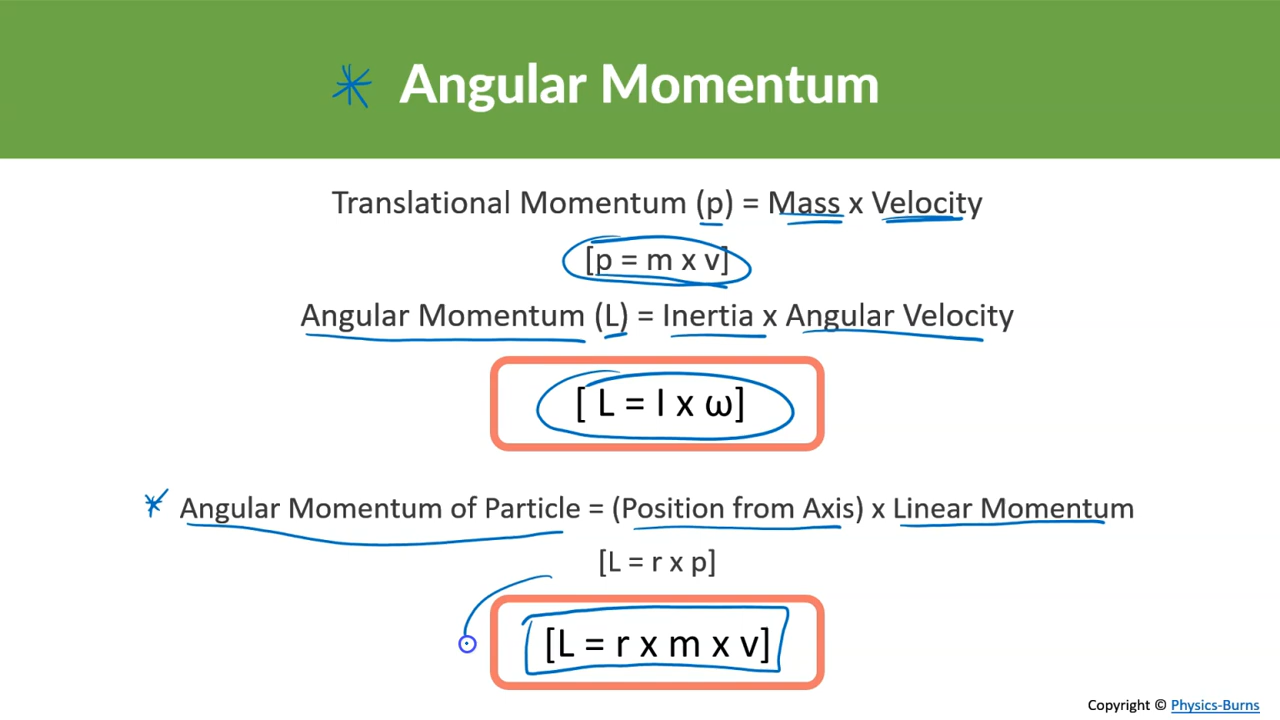 Angular Momentum
Translational Momentum (p) = Mass x Velocity
[p = m x v]
Angular Momentum (L) = Inertia x Angular Velocity
[ L = I x ω]
Angular Momentum of Particle = (Position from Axis) x Linear Momentum
[L = r x p]
[L = r x m x v]
Copyright © Physics-Burns